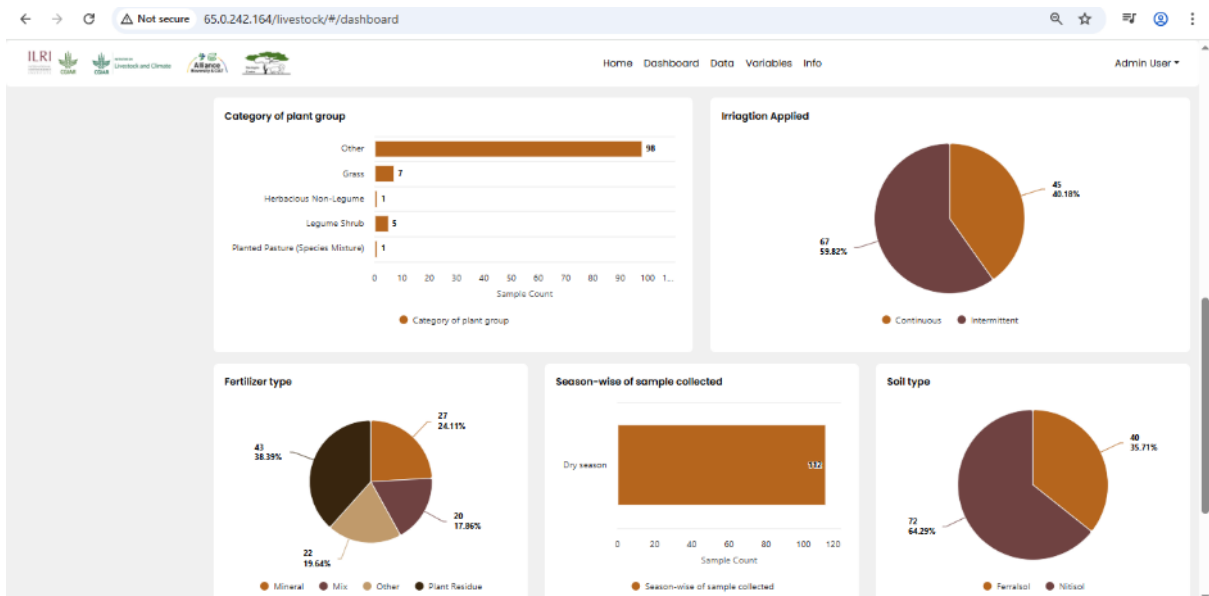 Not secure 65.0.242.164/livestock/#/dashboard
ILRI
CGIAR
CGIAR
Livestock and Climate
Alliance
Home Dashboard Data Variables Info
Admin User
Category of plant group
Other 98
Grass 7
Herbacious Non-Legume 1
Legume Shrub 5
Planted Pasture (Species Mixture) 1
0 10 20 30 40 50 60 70 80 90 100 1...
Sample Count
Category of plant group
Irriagtion Applied
45
40.18%
67
59.82%
Continuous Intermittent
Fertilizer type
27
24.11%
43
38.39%
20
17.86%
22
19.64%
Mineral Mix Other Plant Residue
Season-wise of sample collected
Dry season 112
0 20 40 60 80 100 120
Sample Count
Season-wise of sample collected
Soil type
40
35.71%
72
64.29%
Ferralsol Nitisol